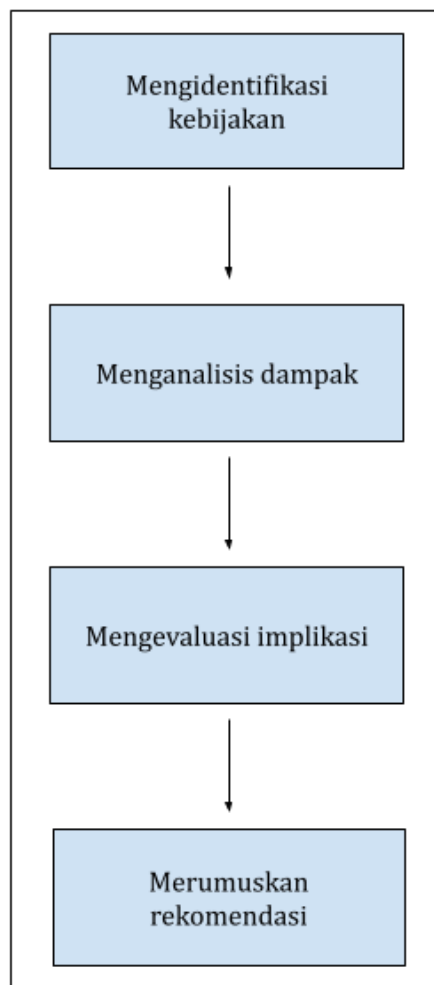 Mengidentifikasi
kebijakan
Menganalisis dampak
Mengevaluasi implikasi
Merumuskan
rekomendasi